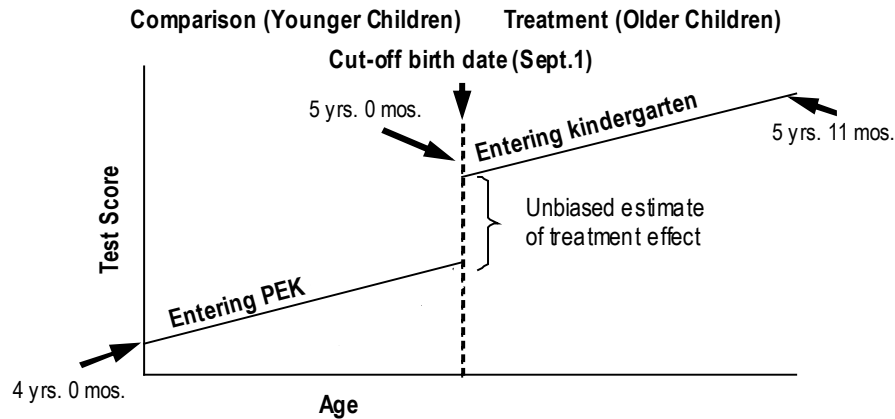 Comparison (Younger Children) Treatment (Older Children)
Cut-off birth date (Sept.1)
5 yrs. 0 mos.
Entering kindergarten
5 yrs. 11 mos.
Unbiased estimate
of treatment effect
Test Score
Entering PEK
4 yrs. 0 mos.
Age